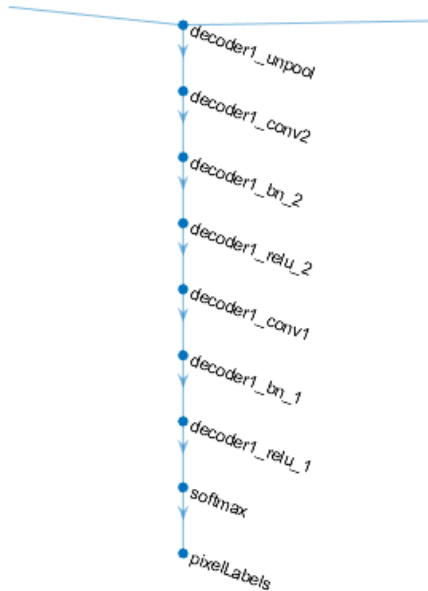 decoder1_unpool
decoder1_conv2
decoder1_bn_2
decoder1_relu_2
decoder1_conv1
decoder1_bn_1
decoder1_relu_1
softmax
pixelLabels